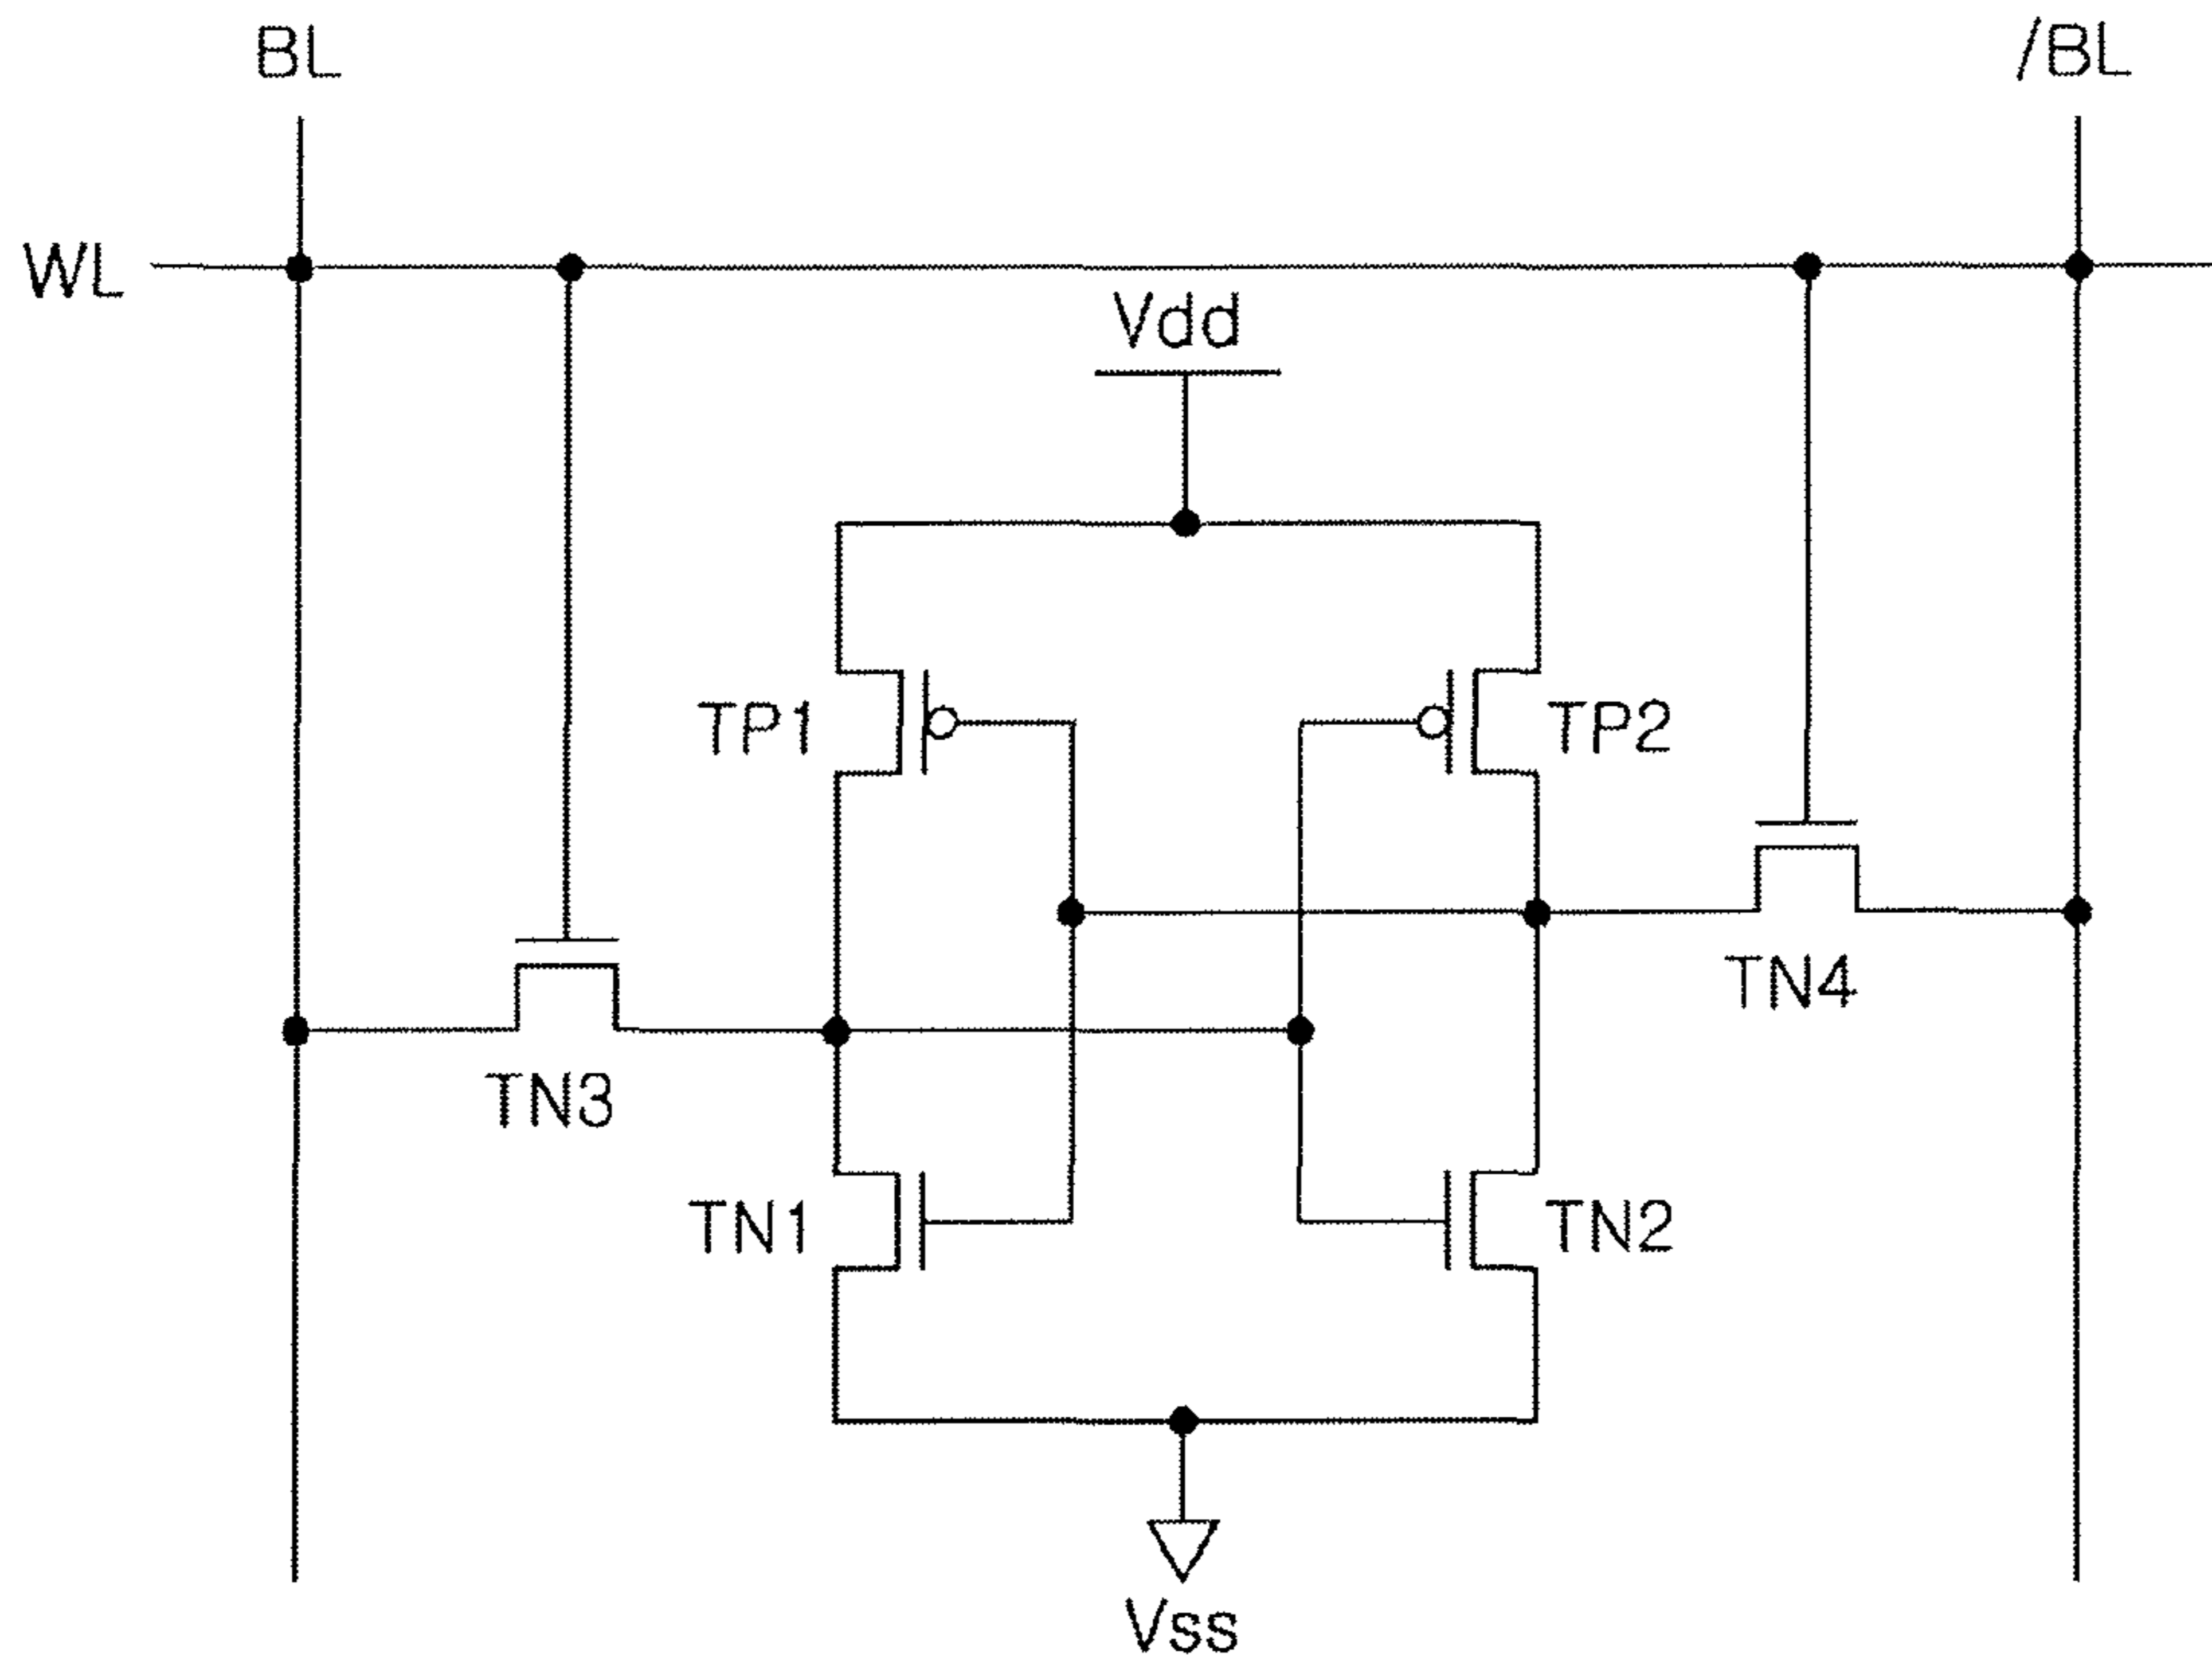 BL
/BL
WL
Vdd
TP1
TP2
TN4
TN3
TN1
TN2
Vss